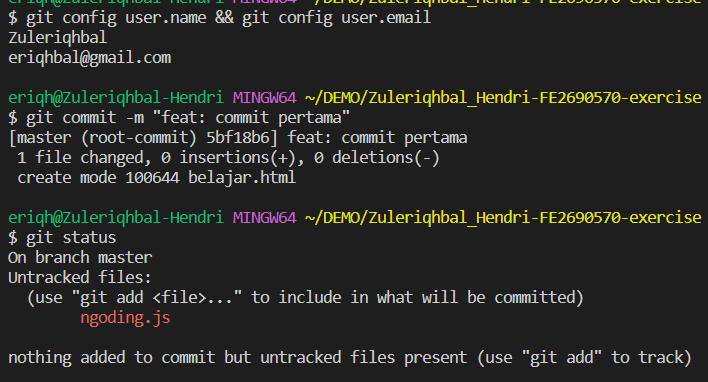 $ git config user.name && git config user.email
Zuleriqhbal
eriqhbal@gmail.com
eriqh@Zuleriqhbal-Hendri MINGW64 ~/DEMO/Zuleriqhbal_Hendri-FE2690570-exercise
$ git commit -m "feat: commit pertama"
[master (root-commit) 5bf18b6] feat: commit pertama
1 file changed, 0 insertions(+), 0 deletions(-)
create mode 100644 belajar.html
eriqh@Zuleriqhbal-Hendri MINGW64 ~/DEMO/Zuleriqhbal_Hendri-FE2690570-exercise
$ git status
On branch master
Untracked files:
(use "git add <file>..." to include in what will be committed)
ngoding.js
nothing added to commit but untracked files present (use "git add" to track)